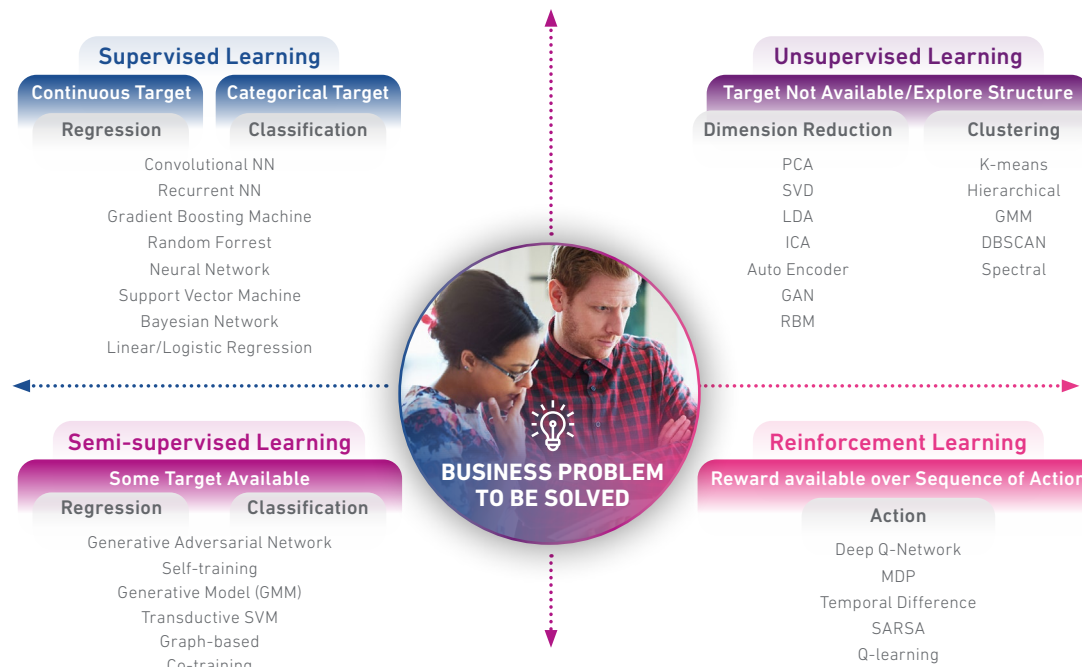 Supervised Learning
Continuous Target
Categorical Target
Regression
Classification
Convolutional NN
Recurrent NN
Gradient Boosting Machine
Random Forrest
Neural Network
Support Vector Machine
Bayesian Network
Linear/Logistic Regression
Unsupervised Learning
Target Not Available/Explore Structure
Dimension Reduction
PCA
SVD
LDA
ICA
Auto Encoder
GAN
RBM
Clustering
K-means
Hierarchical
GMM
DBSCAN
Spectral
BUSINESS PROBLEM
TO BE SOLVED
Semi-supervised Learning
Some Target Available
Regression
Classification
Generative Adversarial Network
Self-training
Generative Model (GMM)
Transductive SVM
Graph-based
Co-training
Reinforcement Learning
Reward available over Sequence of Action
Action
Deep Q-Network
MDP
Temporal Difference
SARSA
Q-learning